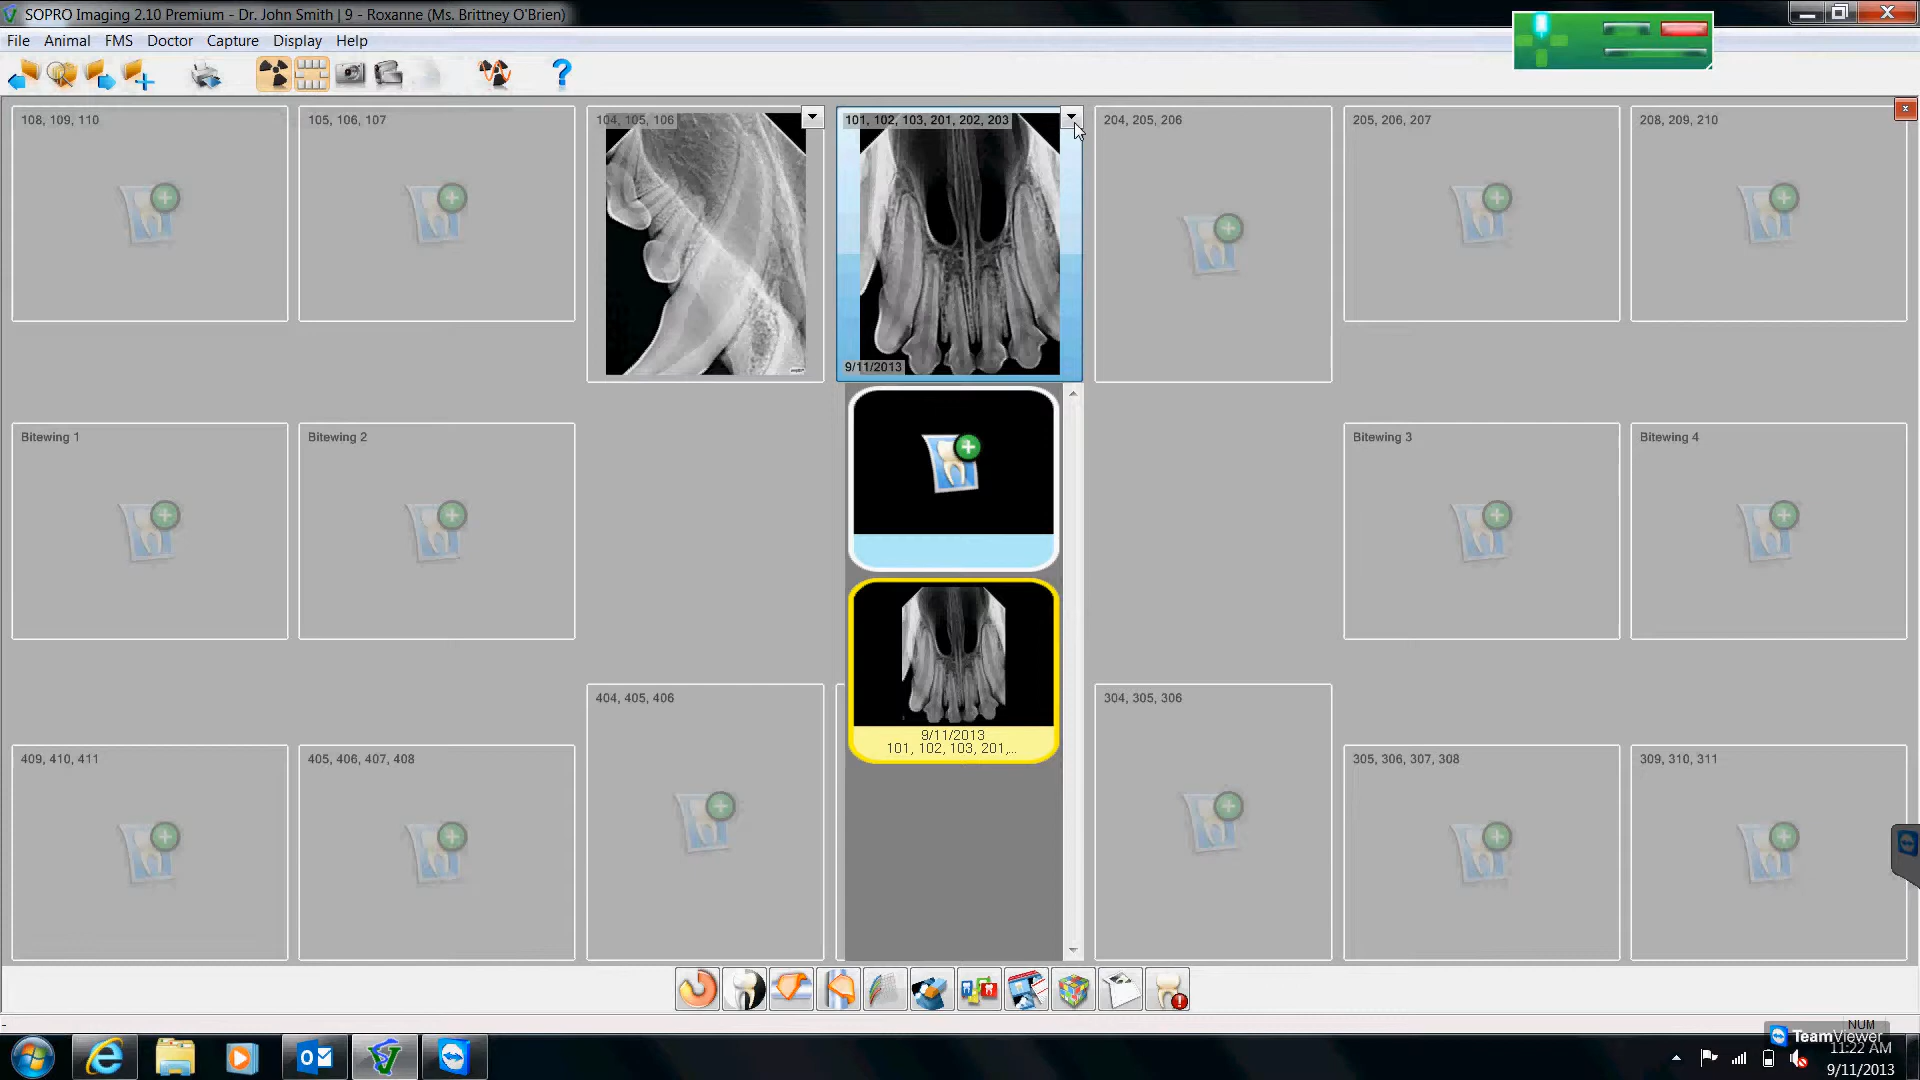 SOPRO Imaging 2.10 Premium - Dr. John Smith | 9 - Roxanne (Ms. Brittney O'Brien)
File Animal FMS Doctor Capture Display Help
108, 109, 110
105, 106, 107
104, 105, 106
101, 102, 103, 201, 202, 203
204, 205, 206
205, 206, 207
208, 209, 210
9/11/2013
Bitewing 1
Bitewing 2
Bitewing 3
Bitewing 4
9/11/2013
101, 102, 103, 201,...
404, 405, 406
304, 305, 306
409, 410, 411
405, 406, 407, 408
305, 306, 307, 308
309, 310, 311
NUM
TeamViewer
11:22 AM
9/11/2013